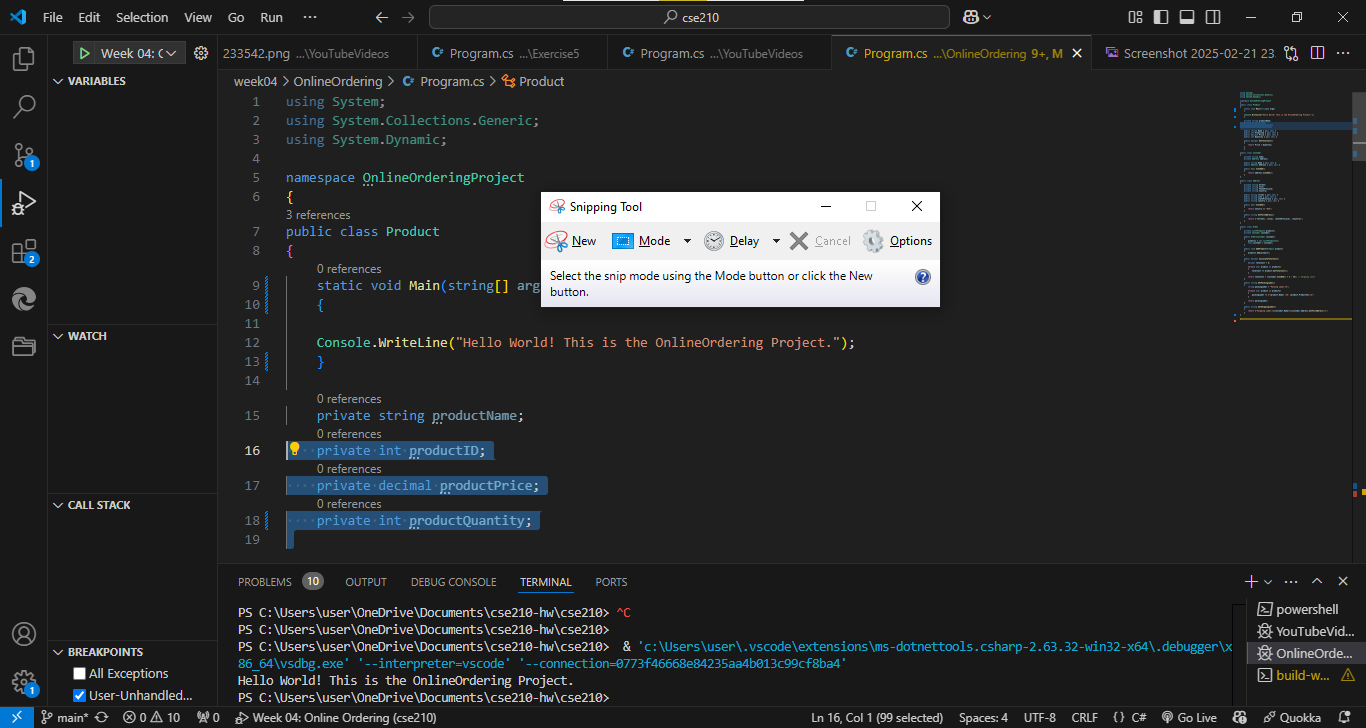 File Edit Selection View Go Run ··· cse210
Week 04: C
233542.png ...\YouTubeVideos
Program.cs ...\Exercise5
Program.cs ...\YouTubeVideos
Program.cs ...\OnlineOrdering 9+, M
Screenshot 2025-02-21 23
week04 > OnlineOrdering > Program.cs > Product
VARIABLES
WATCH
CALL STACK
BREAKPOINTS
All Exceptions
User-Unhandled...
1 using System;
2 using System.Collections.Generic;
3 using System.Dynamic;
4
5 namespace OnlineOrderingProject
6 {
3 references
7 public class Product
8 {
0 references
9 static void Main(string[] arg
10 {
11
12 Console.WriteLine("Hello World! This is the OnlineOrdering Project.");
13 }
14
0 references
15 private string productName;
0 references
16 private int productID;
0 references
17 private decimal productPrice;
0 references
18 private int productQuantity;
19
Snipping Tool
New Mode Delay Cancel Options
Select the snip mode using the Mode button or click the New
button.
PROBLEMS 10 OUTPUT DEBUG CONSOLE TERMINAL PORTS
PS C:\Users\user\OneDrive\Documents\cse210-hw\cse210> ^C
PS C:\Users\user\OneDrive\Documents\cse210-hw\cse210>
PS C:\Users\user\OneDrive\Documents\cse210-hw\cse210> & 'c:\Users\user\.vscode\extensions\ms-dotnettools.csharp-2.63.32-win32-x64\.debugger\x
86_64\vsdbg.exe' '--interpreter=vscode' '--connection=0773f46668e84235aa4b013c99cf8ba4'
Hello World! This is the OnlineOrdering Project.
PS C:\Users\user\OneDrive\Documents\cse210-hw\cse210>
powershell
YouTubeVid...
OnlineOrde...
build-w...
1
2
1
main* 0 10 0 Week 04: Online Ordering (cse210) Ln 16, Col 1 (99 selected) Spaces: 4 UTF-8 CRLF {} C# Go Live Quokka